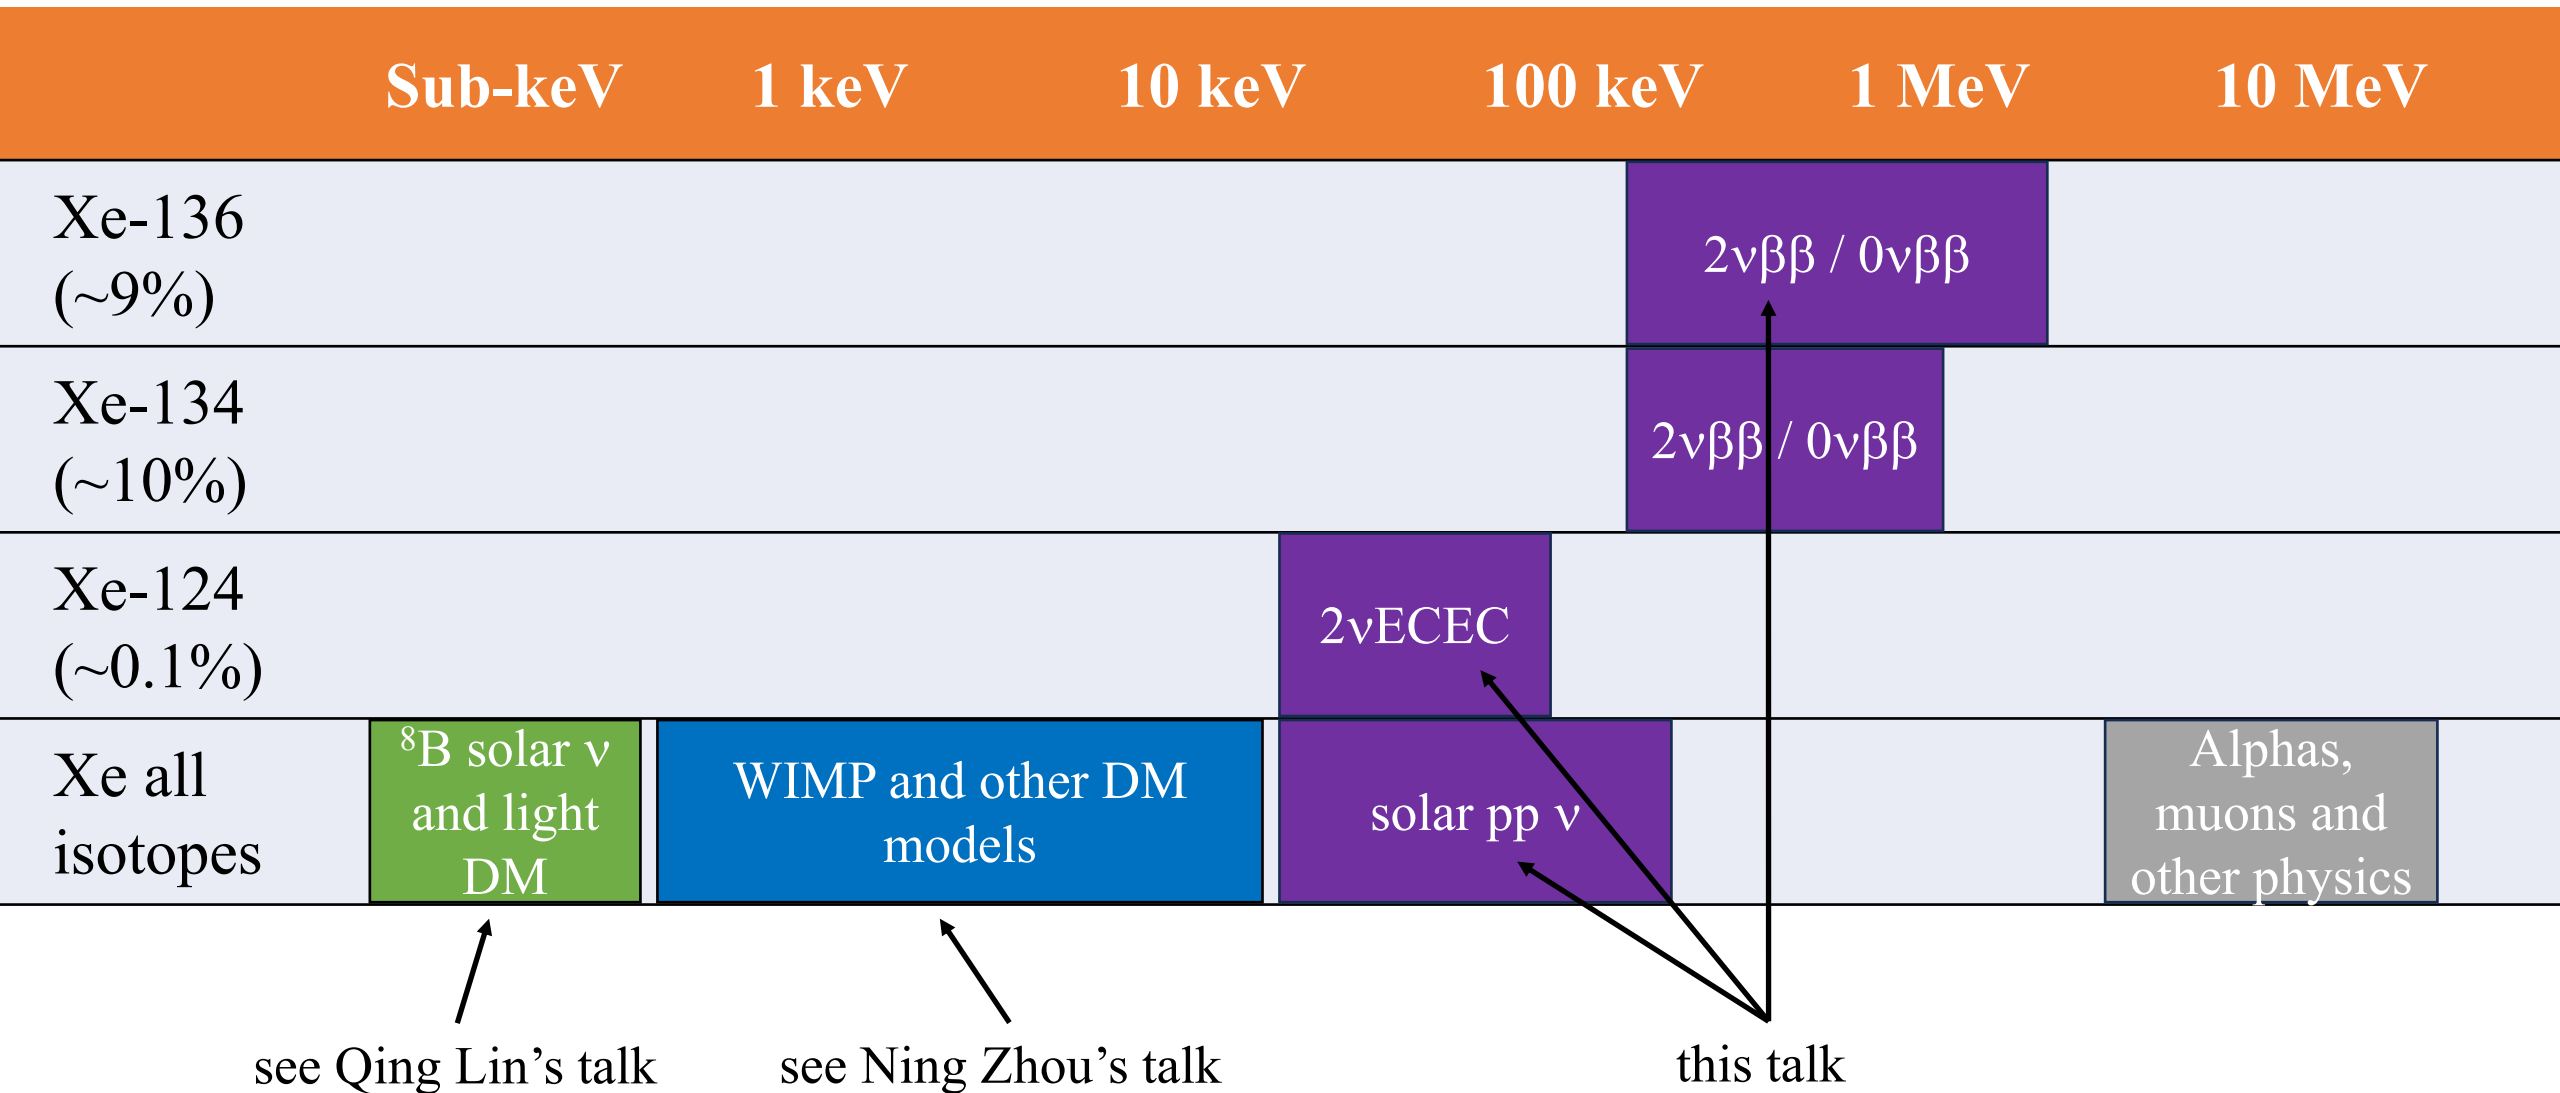 Sub-keV 1 keV 10 keV 100 keV 1 MeV 10 MeV
Xe-136
(~9%)
2νββ / 0νββ
Xe-134
(~10%)
2νββ / 0νββ
Xe-124
(~0.1%)
2νECEC
Xe all
isotopes
⁸B solar ν
and light
DM
WIMP and other DM
models
solar pp ν
Alphas,
muons and
other physics
see Qing Lin’s talk
see Ning Zhou’s talk
this talk